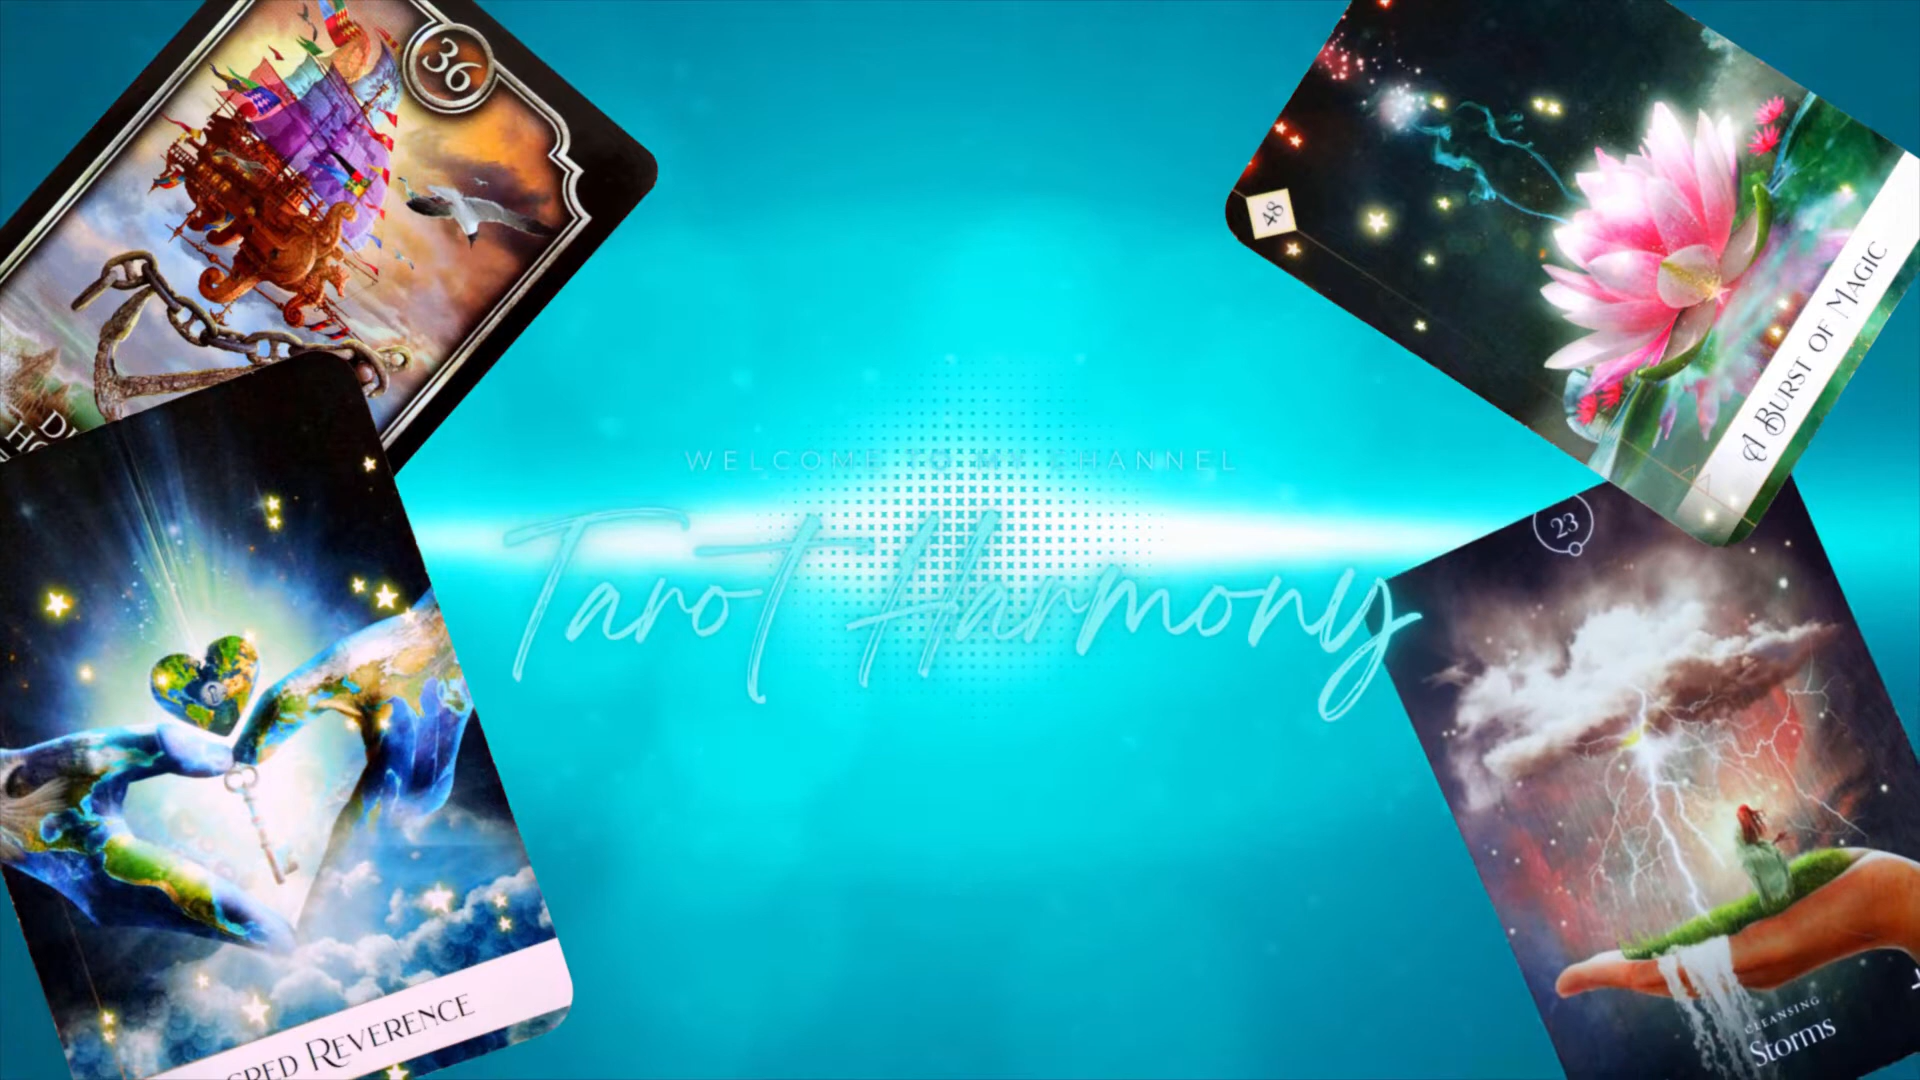 36
48
A BURST OF MAGIC
WELCOME TO MY CHANNEL
Tarot Harmony
23
CLEANSING
Storms
REVERENCE